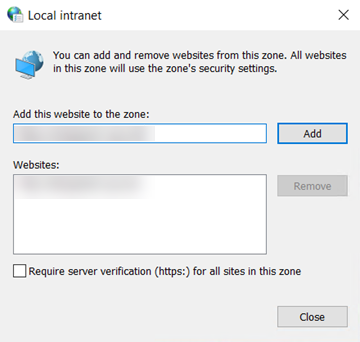 Local intranet
You can add and remove websites from this zone. All websites
in this zone will use the zone's security settings.
Add this website to the zone:
Add
Websites:
Remove
Require server verification (https:) for all sites in this zone
Close